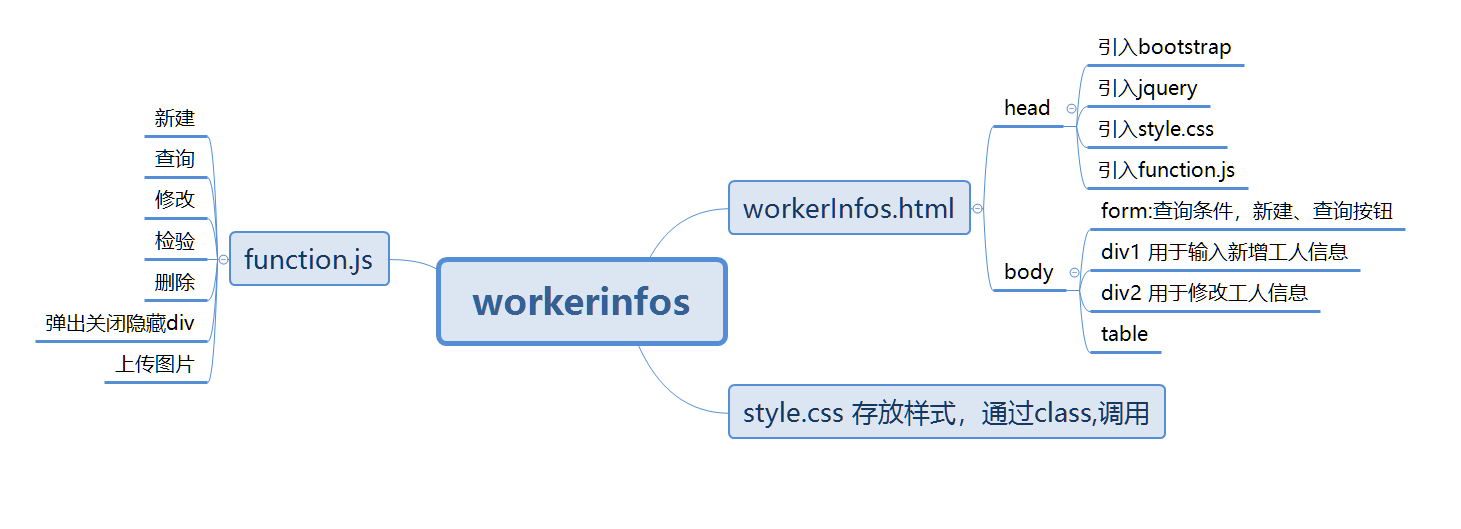 workerinfos
workerInfos.html
head
引入bootstrap
引入jquery
引入style.css
引入function.js
body
form:查询条件，新建、查询按钮
div1 用于输入新增工人信息
div2 用于修改工人信息
table
style.css 存放样式，通过class,调用
function.js
新建
查询
修改
检验
删除
弹出关闭隐藏div
上传图片